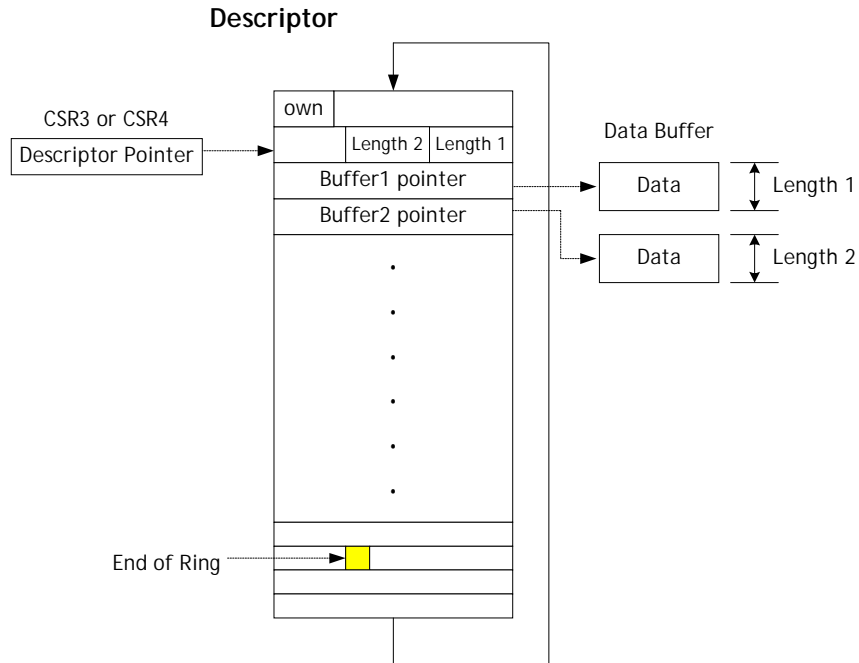 Descriptor
own
CSR3 or CSR4
Descriptor Pointer
Length 2
Length 1
Data Buffer
Buffer1 pointer
Data
Length 1
Buffer2 pointer
Data
Length 2
End of Ring